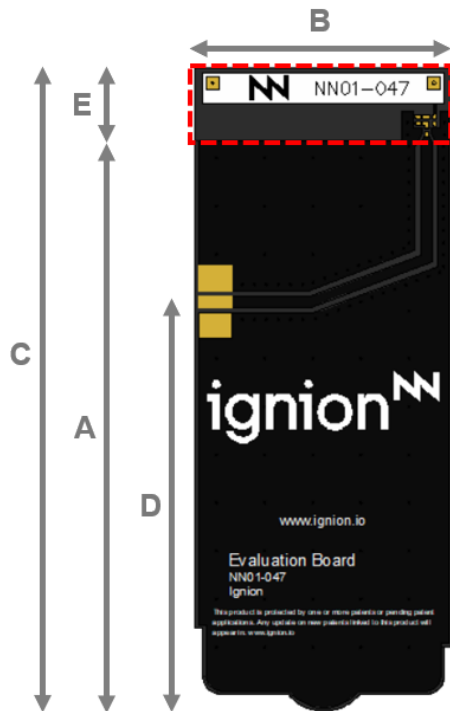 B
E
NN01-047
C
A
D
ignion
www.ignion.io
Evaluation Board
NN01-047
Ignion
This product is protected by one or more patents or pending patent
applications. Any update on new patents linked to this product will
appear in. www.ignion.io